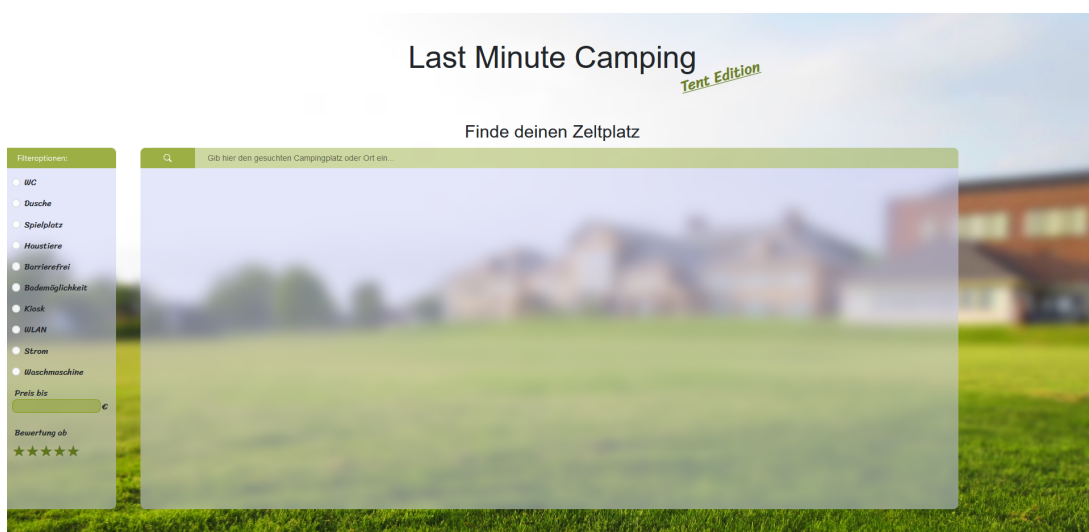 Last Minute Camping
Tent Edition
Finde deinen Zeltplatz
Filteroptionen:
Gib hier den gesuchten Campingplatz oder Ort ein...
WC
Dusche
Spielplatz
Haustiere
Barrierefrei
Bademöglichkeit
Kiosk
WLAN
Strom
Waschmaschine
Preis bis
€
Bewertung ab